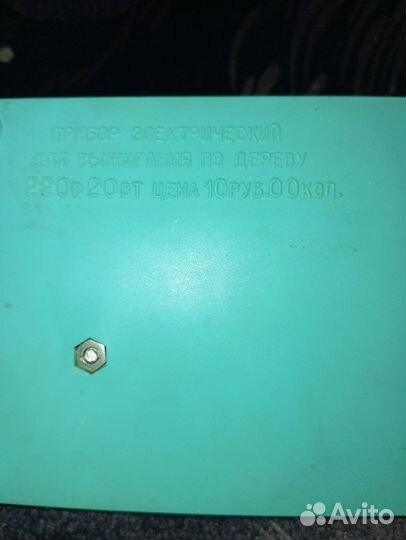 ПРИБОР ЭЛЕКТРИЧЕСКИЙ
ДЛЯ ВЫЖИГАНИЯ ПО ДЕРЕВУ
220В 20ВТ ЦЕНА 10РУБ.00КОП.
Avito